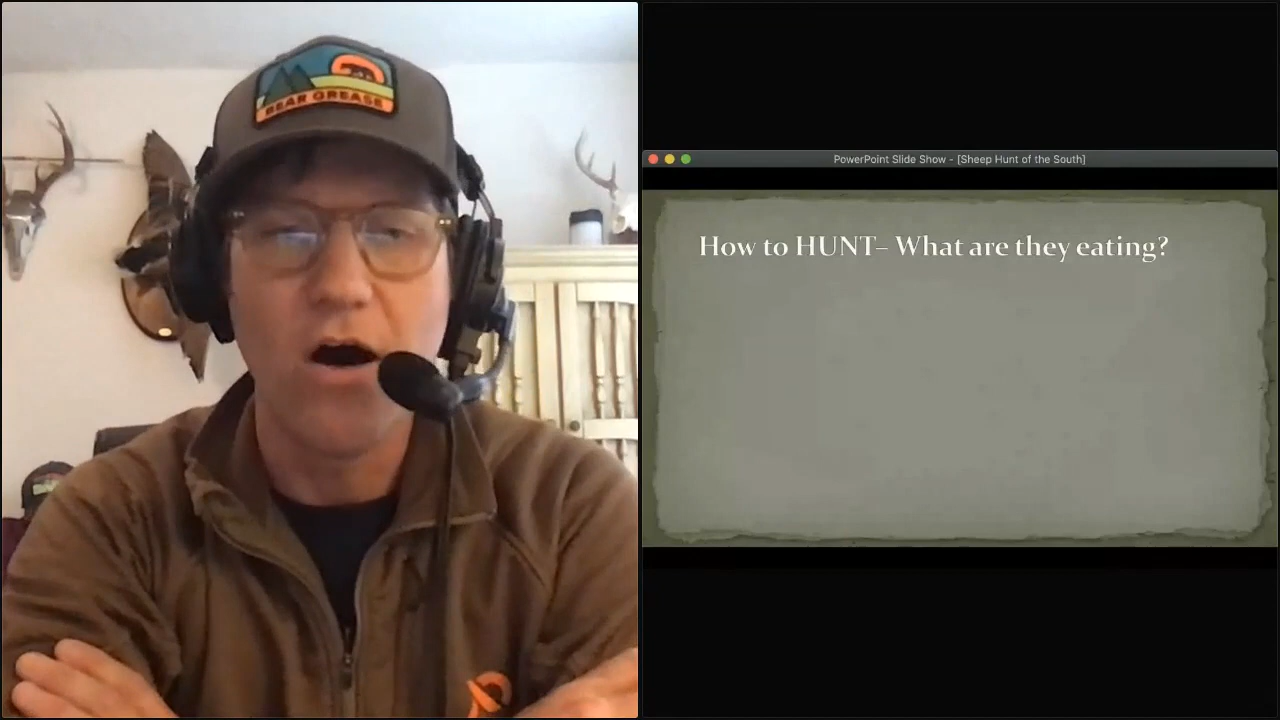 BEAR GREASE
PowerPoint Slide Show - [Sheep Hunt of the South]
How to HUNT– What are they eating?